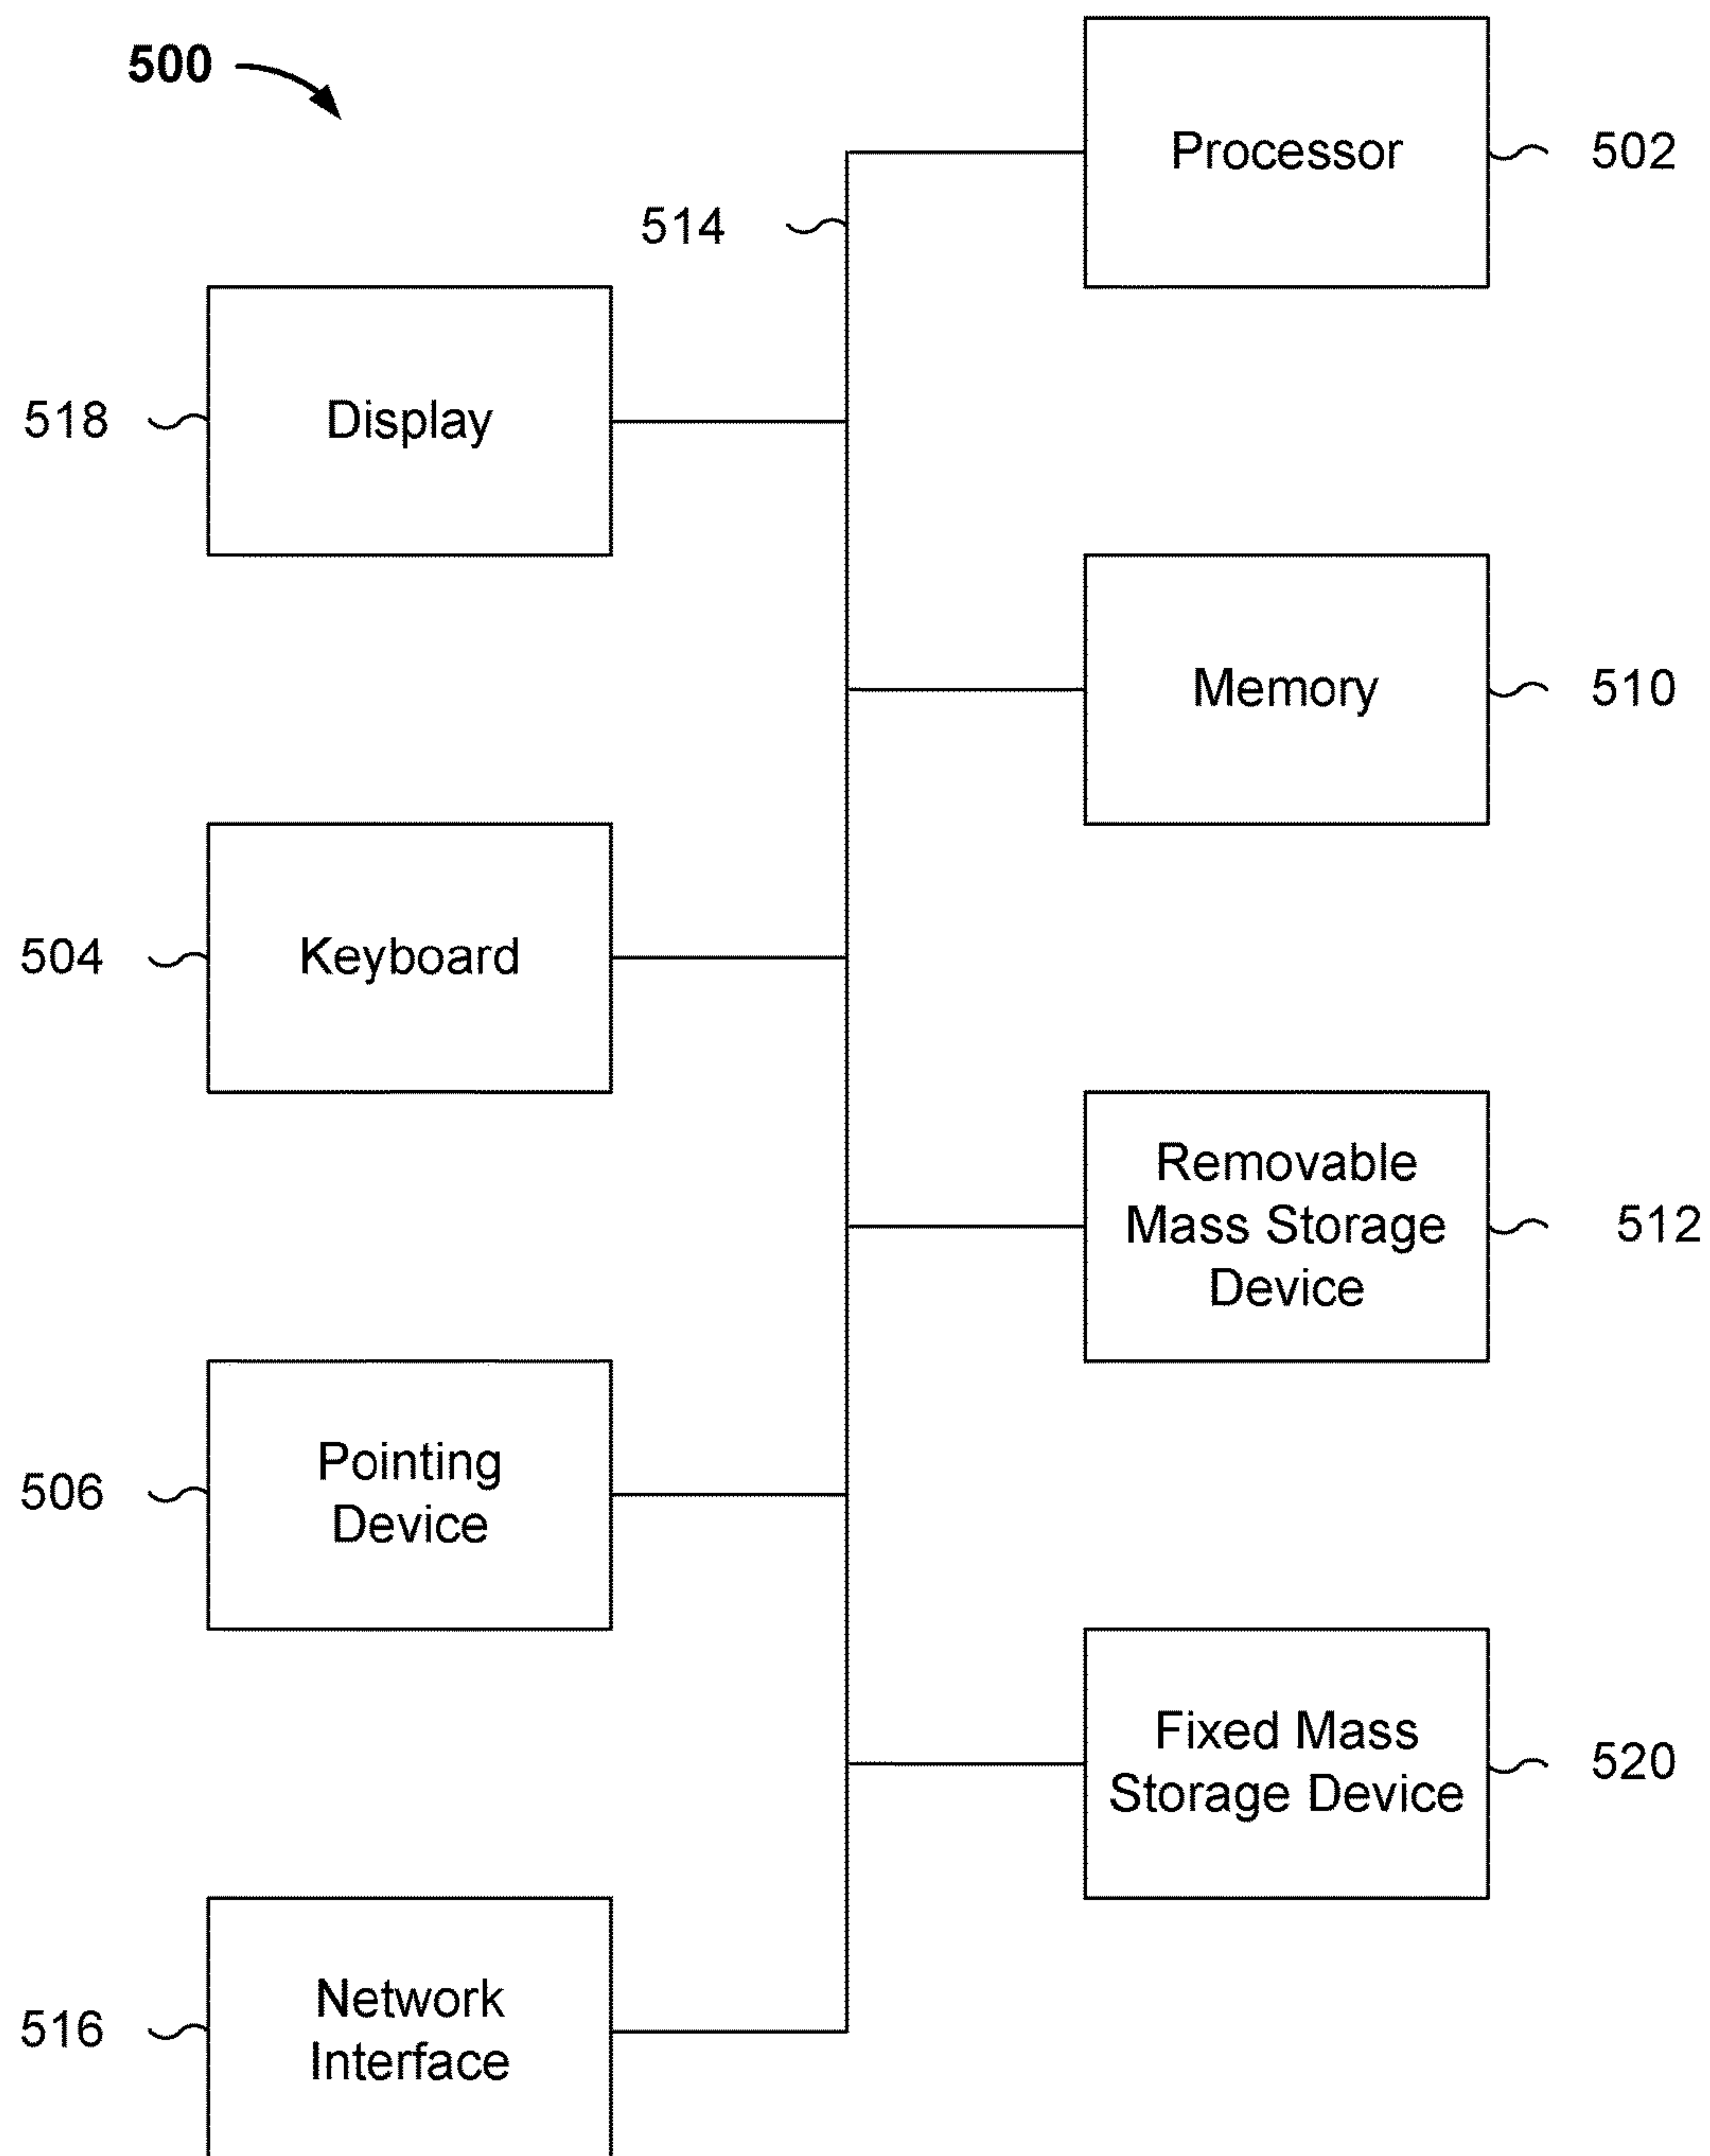 500
Processor
502
514
518
Display
Memory
510
504
Keyboard
Removable
Mass Storage
Device
512
506
Pointing
Device
Fixed Mass
Storage Device
520
516
Network
Interface